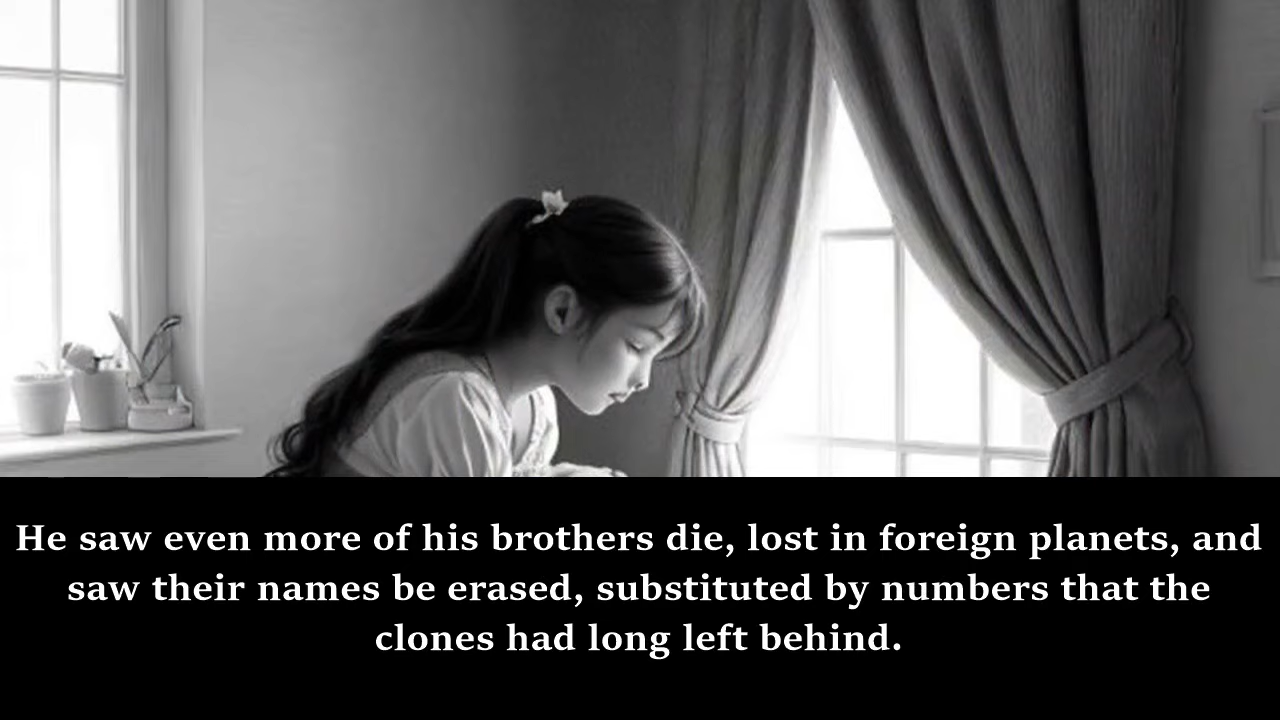 He saw even more of his brothers die, lost in foreign planets, and
saw their names be erased, substituted by numbers that the
clones had long left behind.